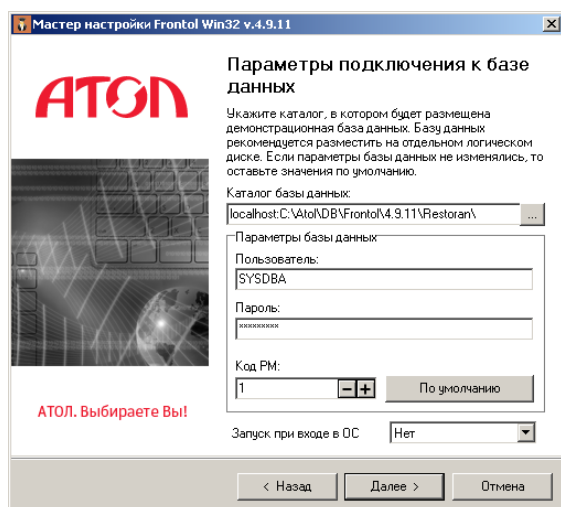 Мастер настройки Frontol Win32 v.4.9.11
АТОЛ
Параметры подключения к базе
данных
Укажите каталог, в котором будет размещена
демонстрационная база данных. Базу данных
рекомендуется разместить на отдельном логическом
диске. Если параметры базы данных не изменялись, то
оставьте значения по умолчанию.
Каталог базы данных:
localhost:C:\Atol\DB\Frontol\4.9.11\Restoran\
...
Параметры базы данных
Пользователь:
SYSDBA
Пароль:
*********
Код РМ:
1
По умолчанию
АТОЛ. Выбираете Вы!
Запуск при входе в ОС
Нет
< Назад
Далее >
Отмена